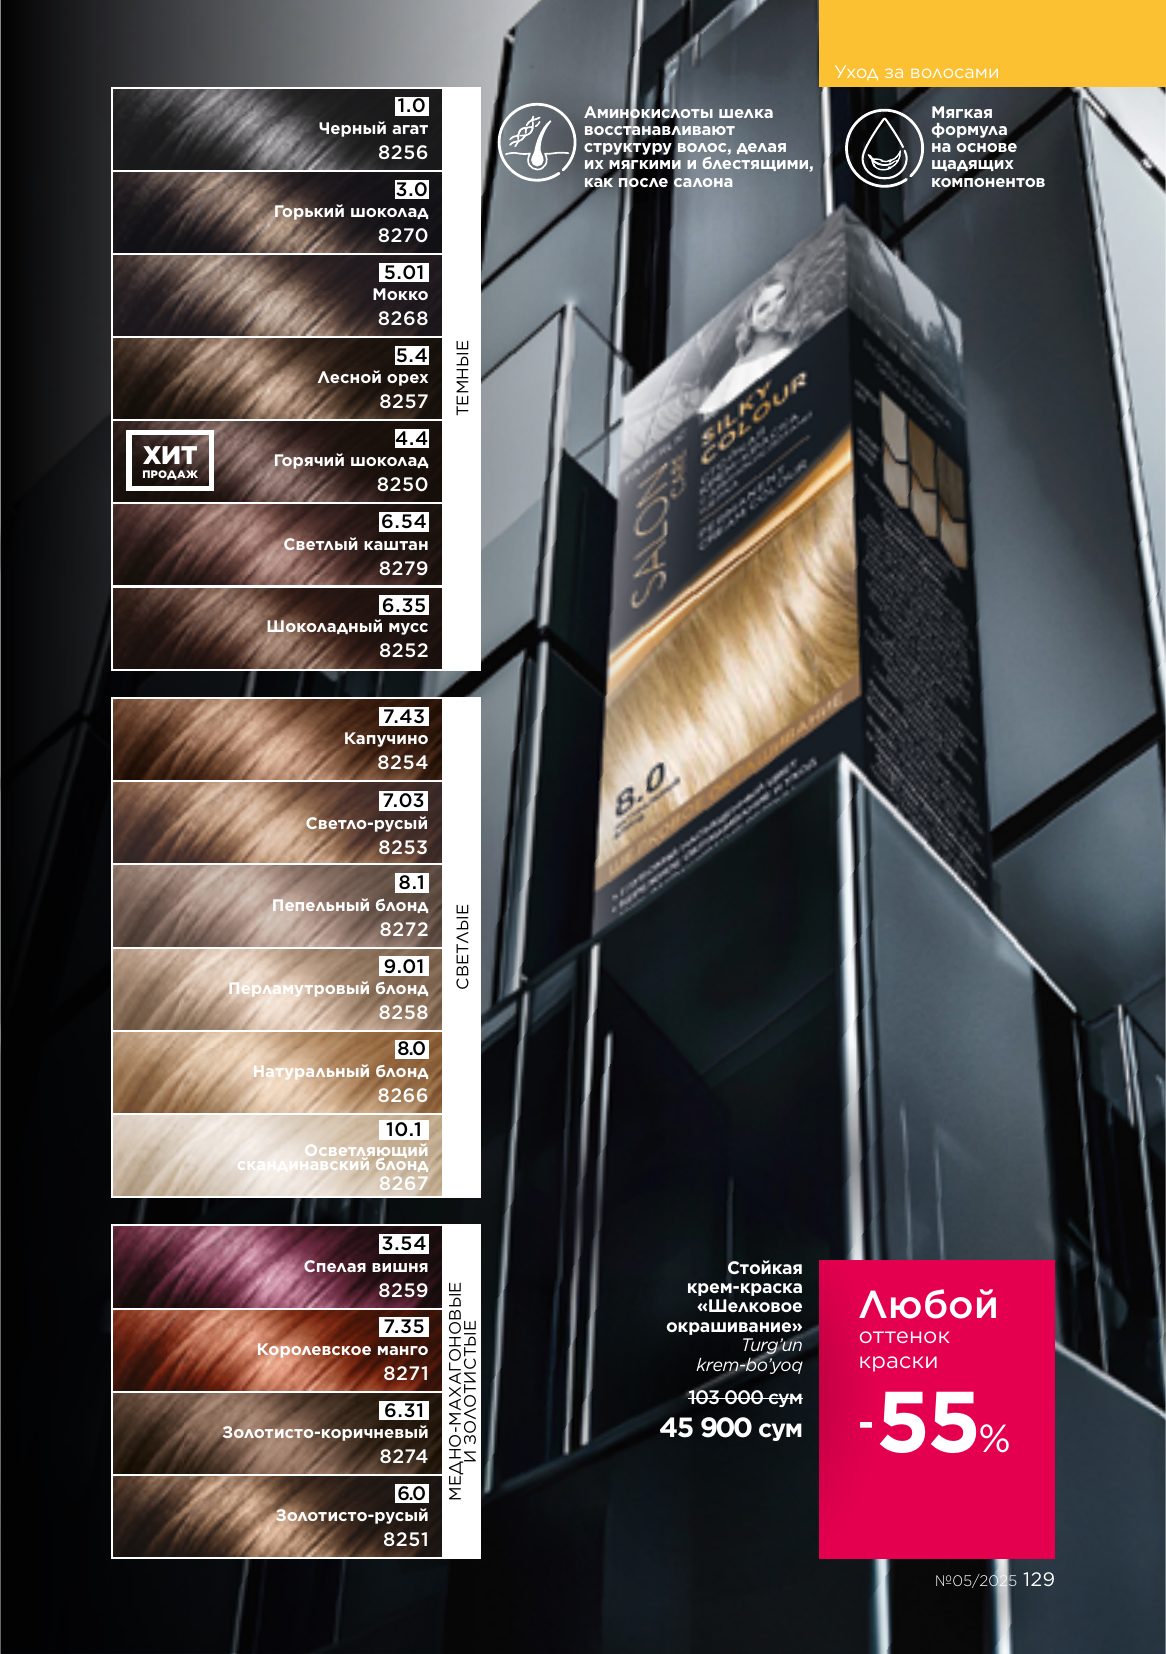 Уход за волосами
Аминокислоты шелка
восстанавливают
структуру волос, делая
их мягкими и блестящими,
как после салона
Мягкая
формула
на основе
щадящих
компонентов
1.0
Черный агат
8256
3.0
Горький шоколад
8270
5.01
Мокко
8268
5.4
Лесной орех
8257
ХИТ
ПРОДАЖ
4.4
Горячий шоколад
8250
6.54
Светлый каштан
8279
6.35
Шоколадный мусс
8252
ТЕМНЫЕ
7.43
Капучино
8254
7.03
Светло-русый
8253
8.1
Пепельный блонд
8272
9.01
Перламутровый блонд
8258
8.0
Натуральный блонд
8266
10.1
Осветляющий
скандинавский блонд
8267
СВЕТЛЫЕ
3.54
Спелая вишня
8259
7.35
Королевское манго
8271
6.31
Золотисто-коричневый
8274
6.0
Золотисто-русый
8251
МЕДНО-МАХАГОНОВЫЕ
И ЗОЛОТИСТЫЕ
SALON
CARE
SILKY
COLOUR
PERMANENT
CREAM COLOUR
8.0
Стойкая
крем-краска
«Шелковое
окрашивание»
Turg’un
krem-bo’yoq
103 000 сум
45 900 сум
Любой
оттенок
краски
-55%
№05/2025 129